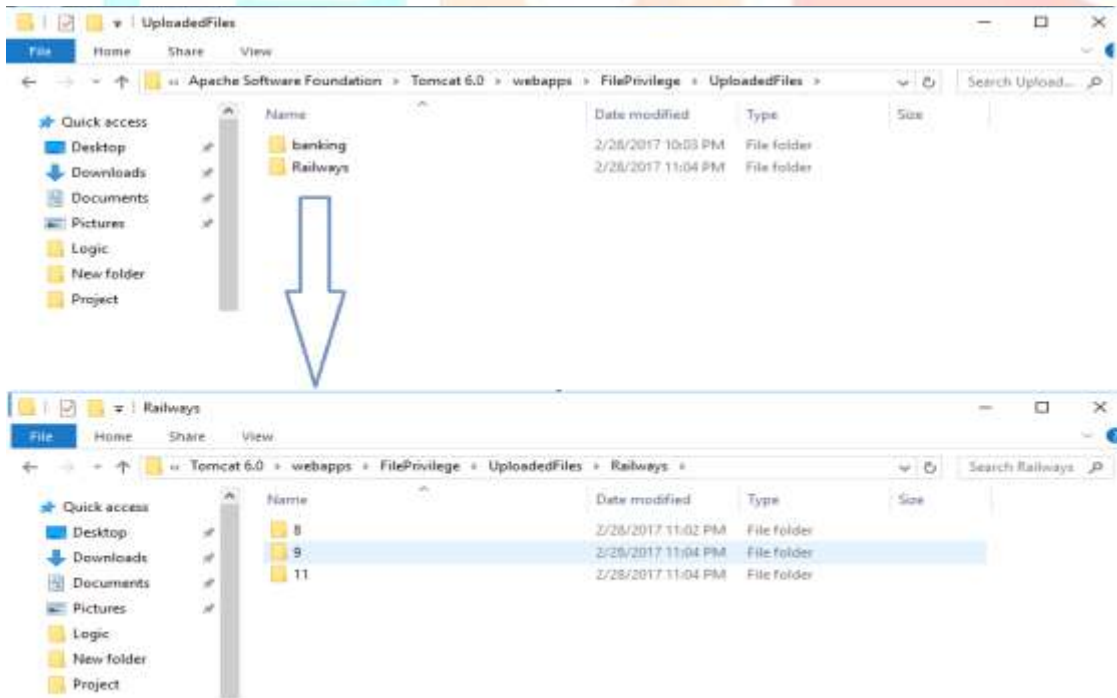 UploadedFiles
File Home Share View
« Apache Software Foundation › Tomcat 6.0 › webapps › FilePrivilege › UploadedFiles › Search Upload...
Quick access
Desktop
Downloads
Documents
Pictures
Logic
New folder
Project
Name Date modified Type Size
banking 2/28/2017 10:03 PM File folder
Railways 2/28/2017 11:04 PM File folder
Railways
File Home Share View
« Tomcat 6.0 › webapps › FilePrivilege › UploadedFiles › Railways › Search Railways
Quick access
Desktop
Downloads
Documents
Pictures
Logic
New folder
Project
Name Date modified Type Size
8 2/28/2017 11:02 PM File folder
9 2/28/2017 11:04 PM File folder
11 2/28/2017 11:04 PM File folder